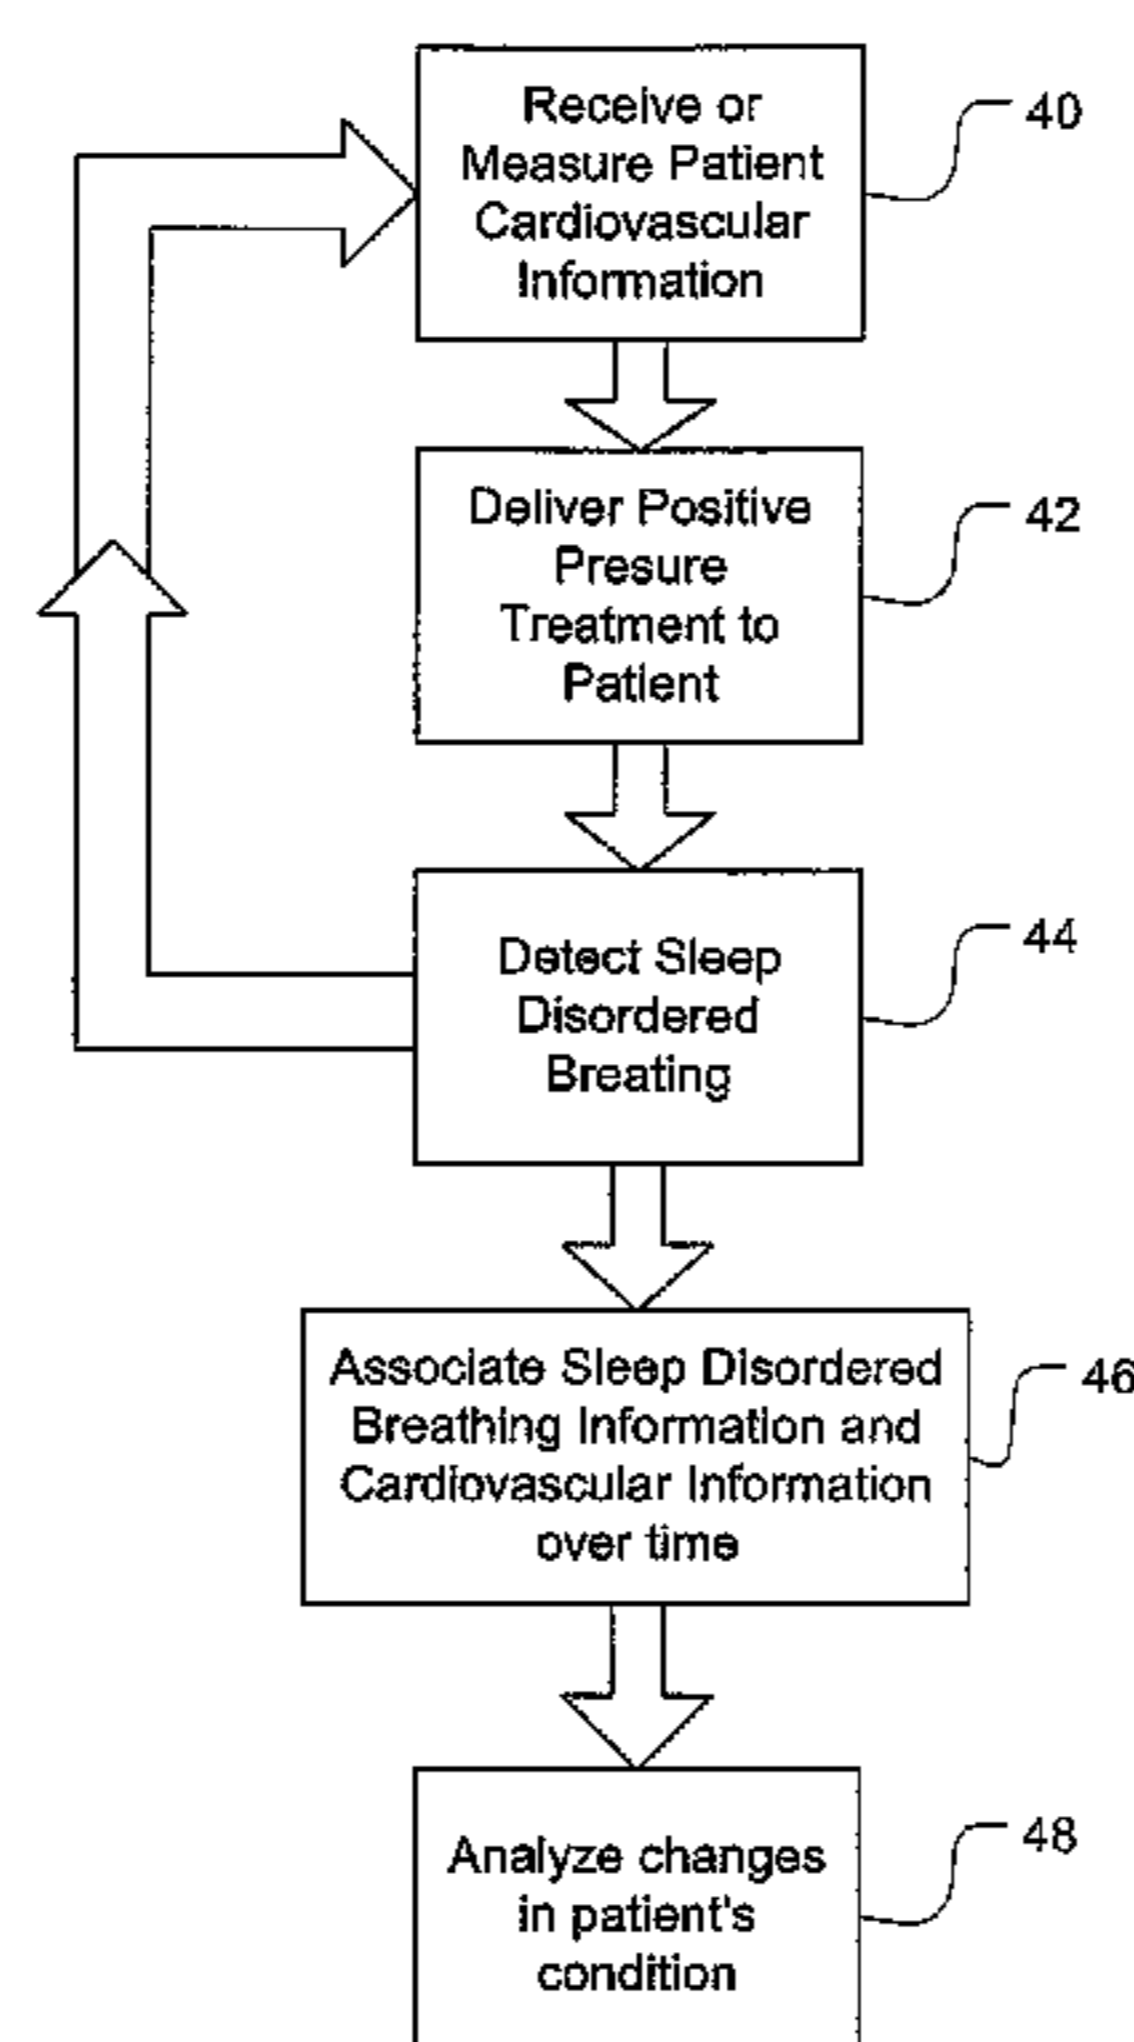 Receive or
Measure Patient
Cardiovascular
Information
40
Deliver Positive
Presure
Treatment to
Patient
42
Detect Sleep
Disordered
Breating
44
Associate Sleep Disordered
Breathing Information and
Cardiovascular Information
over time
46
Analyze changes
in patient's
condition
48